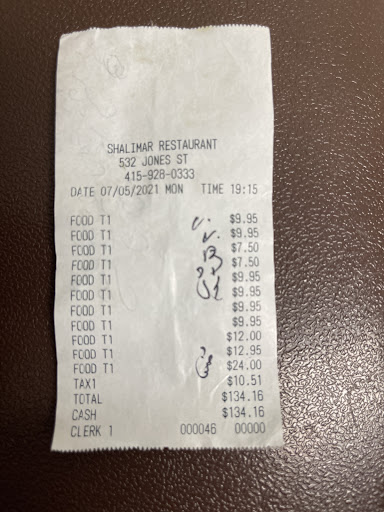 SHALIMAR RESTAURANT
532 JONES ST
415-928-0333
DATE 07/05/2021 MON TIME 19:15
FOOD T1 $9.95
FOOD T1 $9.95
FOOD T1 $7.50
FOOD T1 $7.50
FOOD T1 $9.95
FOOD T1 $9.95
FOOD T1 $9.95
FOOD T1 $9.95
FOOD T1 $12.00
FOOD T1 $12.95
FOOD T1 $24.00
TAX1 $10.51
TOTAL $134.16
CASH $134.16
CLERK 1 000046 00000